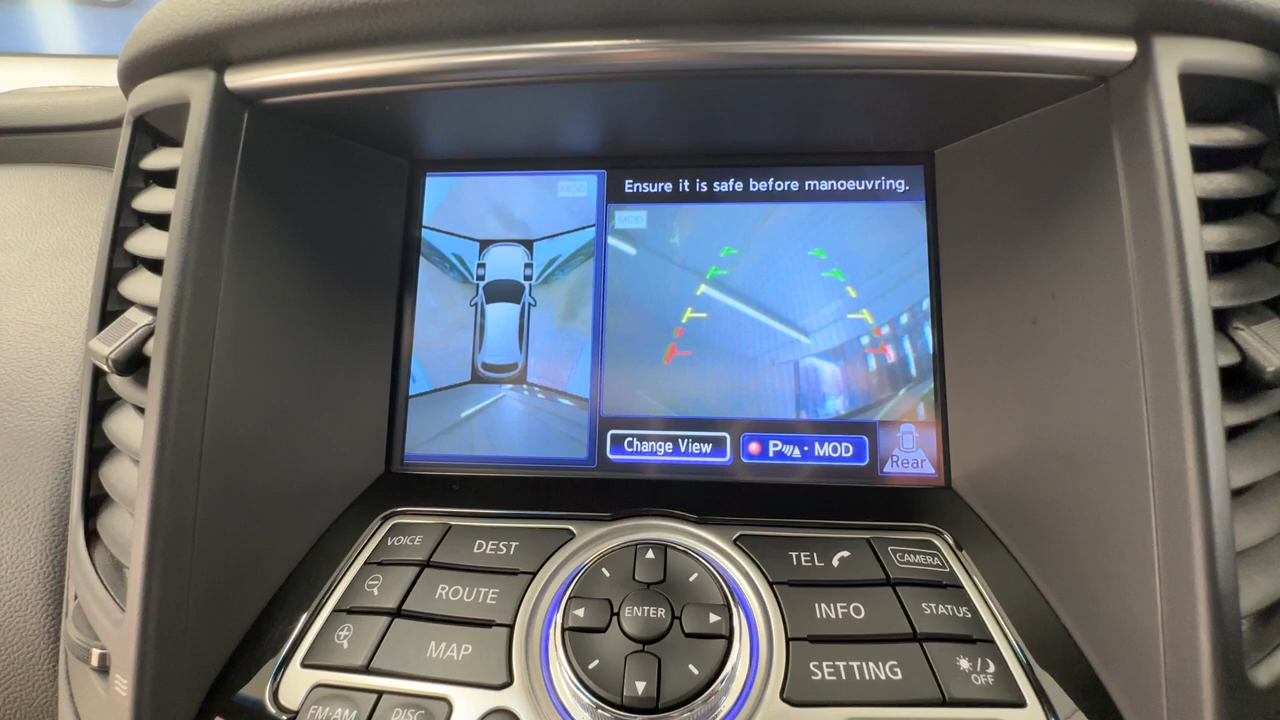 MOD
Ensure it is safe before manoeuvring.
MOD
Change View
P · MOD
Rear
VOICE
DEST
ROUTE
MAP
ENTER
TEL
CAMERA
INFO
STATUS
SETTING
OFF
FM·AM
DISC